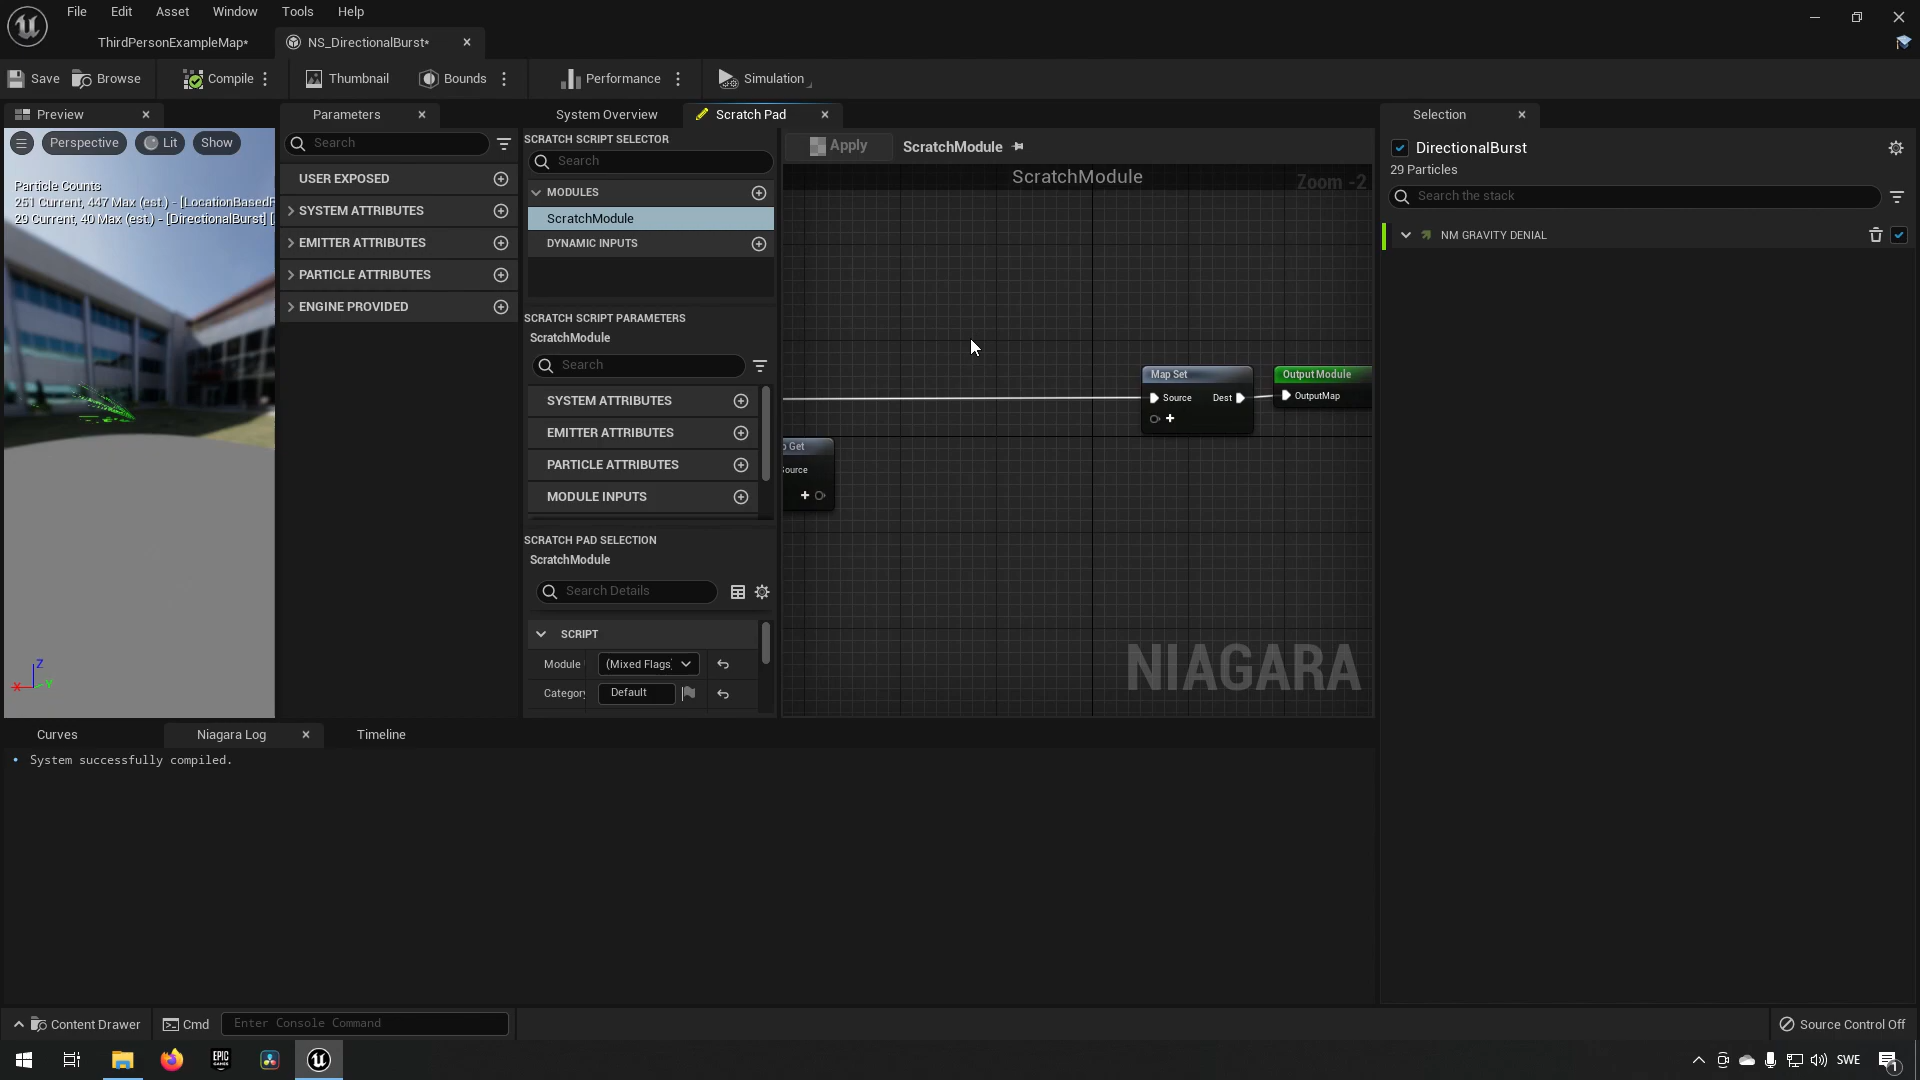 File Edit Asset Window Tools Help
ThirdPersonExampleMap*
NS_DirectionalBurst*
Save
Browse
Compile
Thumbnail
Bounds
Performance
Simulation
Preview
Parameters
System Overview
Scratch Pad
Selection
Perspective
Lit
Show
Particle Counts
251 Current, 447 Max (est.) - [LocationBased
29 Current, 40 Max (est.) - [DirectionalBurst] [
Z
X
Y
Search
USER EXPOSED
SYSTEM ATTRIBUTES
EMITTER ATTRIBUTES
PARTICLE ATTRIBUTES
ENGINE PROVIDED
SCRATCH SCRIPT SELECTOR
Search
MODULES
ScratchModule
DYNAMIC INPUTS
SCRATCH SCRIPT PARAMETERS
ScratchModule
Search
SYSTEM ATTRIBUTES
EMITTER ATTRIBUTES
PARTICLE ATTRIBUTES
MODULE INPUTS
SCRATCH PAD SELECTION
ScratchModule
Search Details
SCRIPT
Module
(Mixed Flags)
Category
Default
Apply
ScratchModule
ScratchModule
Zoom -2
Map Set
Source
Dest
Output Module
OutputMap
Get
Source
NIAGARA
DirectionalBurst
29 Particles
Search the stack
NM GRAVITY DENIAL
Curves
Niagara Log
Timeline
System successfully compiled.
Content Drawer
Cmd
Enter Console Command
Source Control Off
EPIC
GAMES
SWE
1